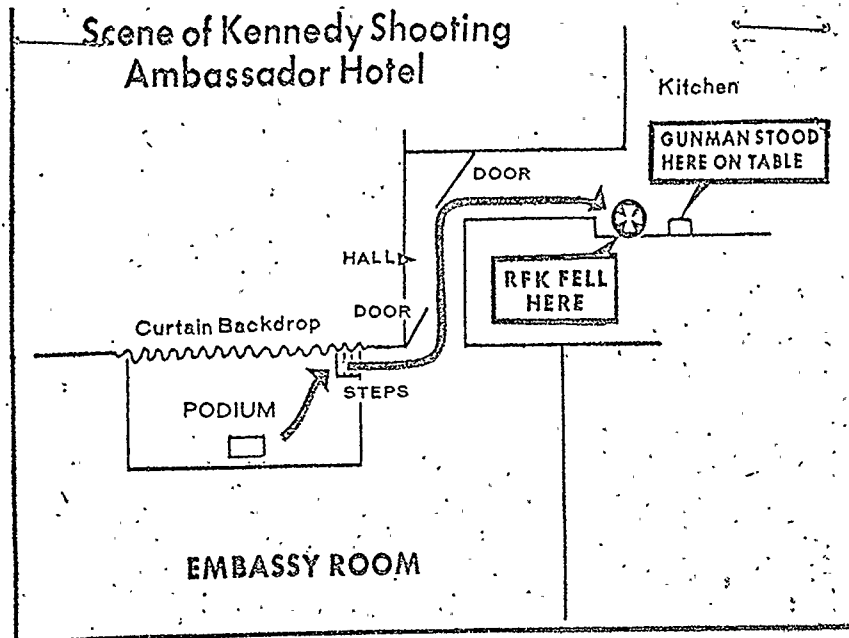 Scene of Kennedy Shooting
Ambassador Hotel
Kitchen
GUNMAN STOOD
HERE ON TABLE
DOOR
HALL
RFK FELL
HERE
DOOR
Curtain Backdrop
STEPS
PODIUM
EMBASSY ROOM